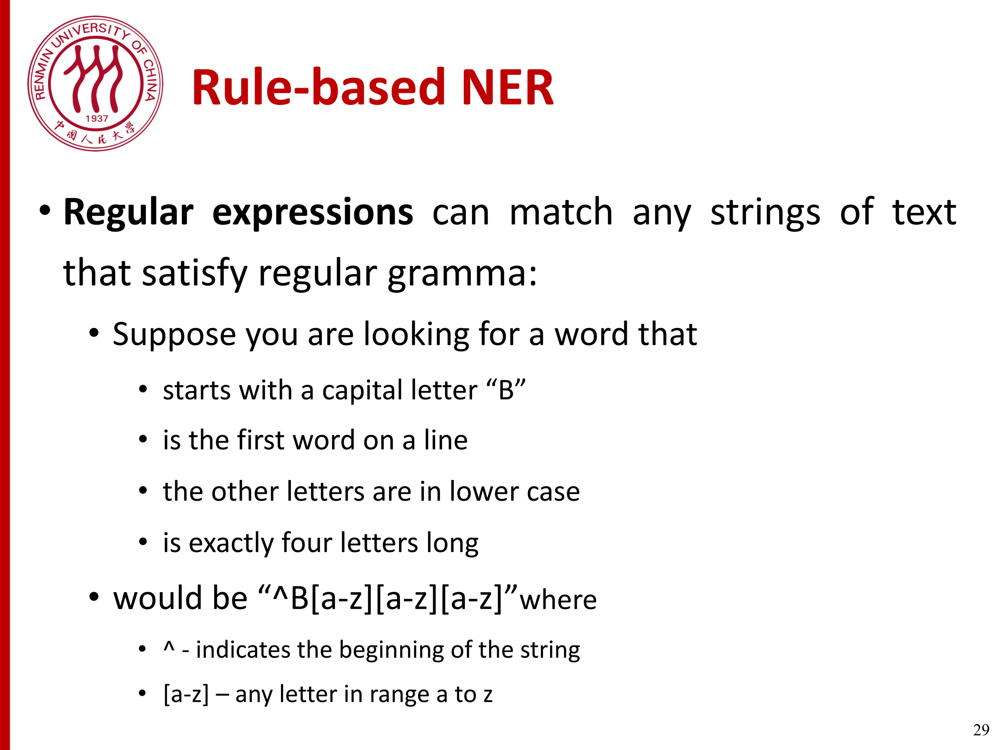 RENMIN UNIVERSITY OF CHINA
1937
中国人民大學
Rule-based NER
• Regular expressions can match any strings of text
that satisfy regular gramma:
• Suppose you are looking for a word that
• starts with a capital letter “B”
• is the first word on a line
• the other letters are in lower case
• is exactly four letters long
• would be “^B[a-z][a-z][a-z]”where
• ^ - indicates the beginning of the string
• [a-z] – any letter in range a to z
29